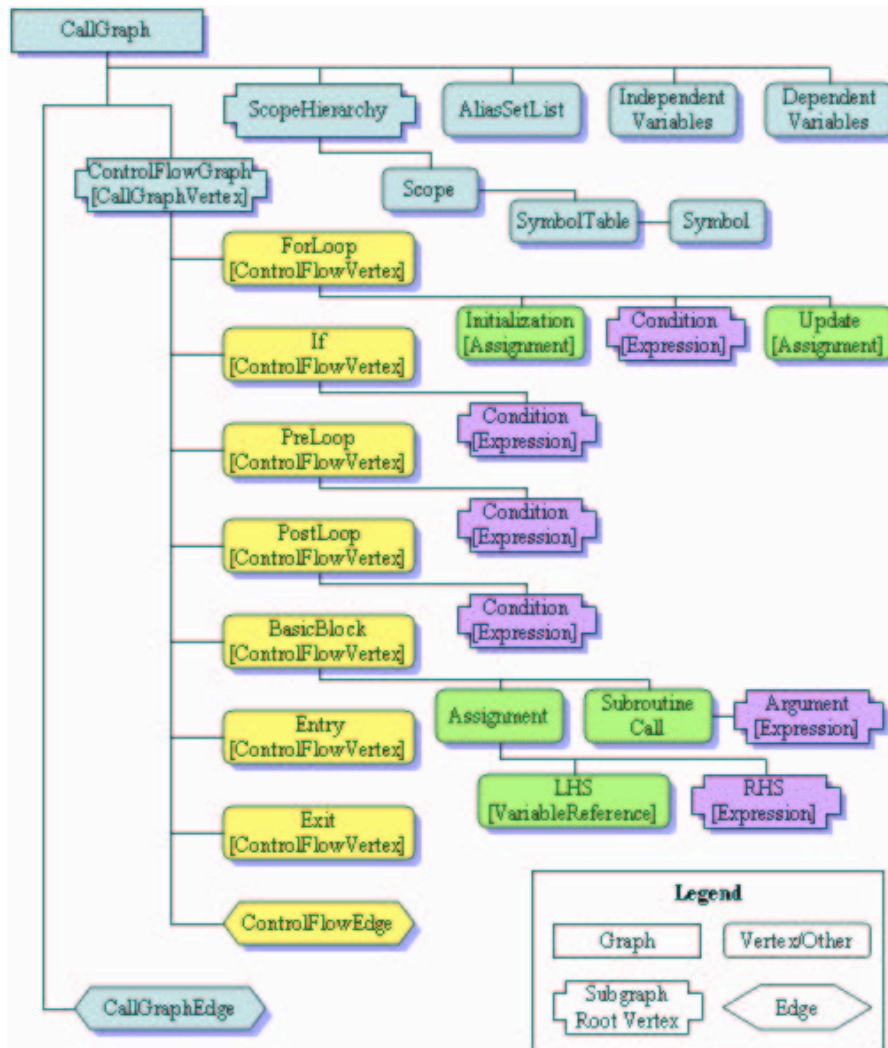 CallGraph
ScopeHierarchy
AliasSetList
Independent
Variables
Dependent
Variables
ControlFlowGraph
[CallGraphVertex]
Scope
SymbolTable
Symbol
ForLoop
[ControlFlowVertex]
Initialization
[Assignment]
Condition
[Expression]
Update
[Assignment]
If
[ControlFlowVertex]
Condition
[Expression]
PreLoop
[ControlFlowVertex]
Condition
[Expression]
PostLoop
[ControlFlowVertex]
Condition
[Expression]
BasicBlock
[ControlFlowVertex]
Assignment
Subroutine
Call
Argument
[Expression]
Entry
[ControlFlowVertex]
LHS
[VariableReference]
RHS
[Expression]
Exit
[ControlFlowVertex]
ControlFlowEdge
CallGraphEdge
Legend
Graph
Vertex/Other
Subgraph
Root Vertex
Edge